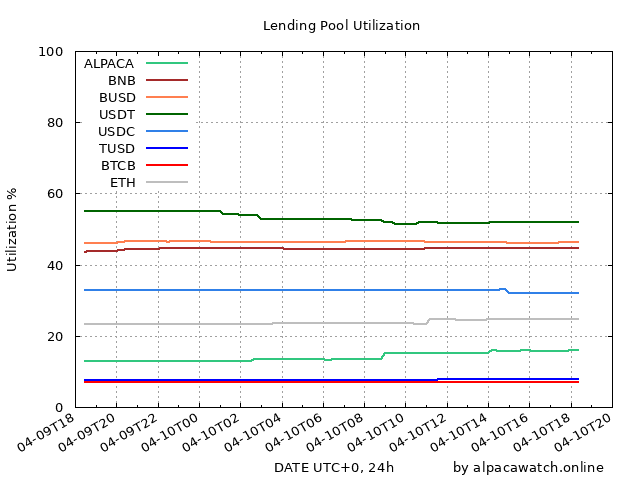 Lending Pool Utilization
100
80
60
40
20
0
Utilization %
ALPACA
BNB
BUSD
USDT
USDC
TUSD
BTCB
ETH
04-09T18
04-09T20
04-09T22
04-10T00
04-10T02
04-10T04
04-10T06
04-10T08
04-10T10
04-10T12
04-10T14
04-10T16
04-10T18
04-10T20
DATE UTC+0, 24h
by alpacawatch.online